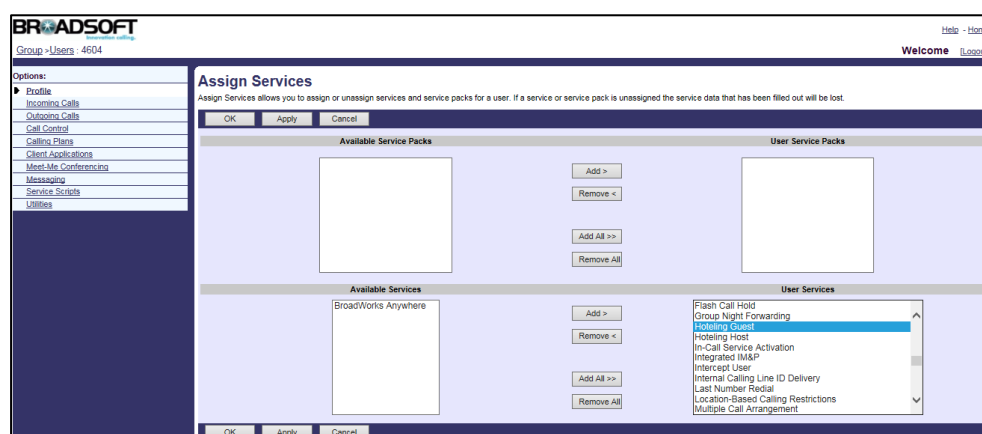 BROADSOFT
Innovation calling.
Help - Hom
Group >Users : 4604
Welcome [Logou
Options:
Profile
Incoming Calls
Outgoing Calls
Call Control
Calling Plans
Client Applications
Meet-Me Conferencing
Messaging
Service Scripts
Utilities
Assign Services
Assign Services allows you to assign or unassign services and service packs for a user. If a service or service pack is unassigned the service data that has been filled out will be lost.
OK Apply Cancel
Available Service Packs User Service Packs
Add >
Remove <
Add All >>
Remove All
Available Services User Services
BroadWorks Anywhere
Add >
Remove <
Add All >>
Remove All
Flash Call Hold
Group Night Forwarding
Hoteling Guest
Hoteling Host
In-Call Service Activation
Integrated IM&P
Intercept User
Internal Calling Line ID Delivery
Last Number Redial
Location-Based Calling Restrictions
Multiple Call Arrangement
OK Apply Cancel